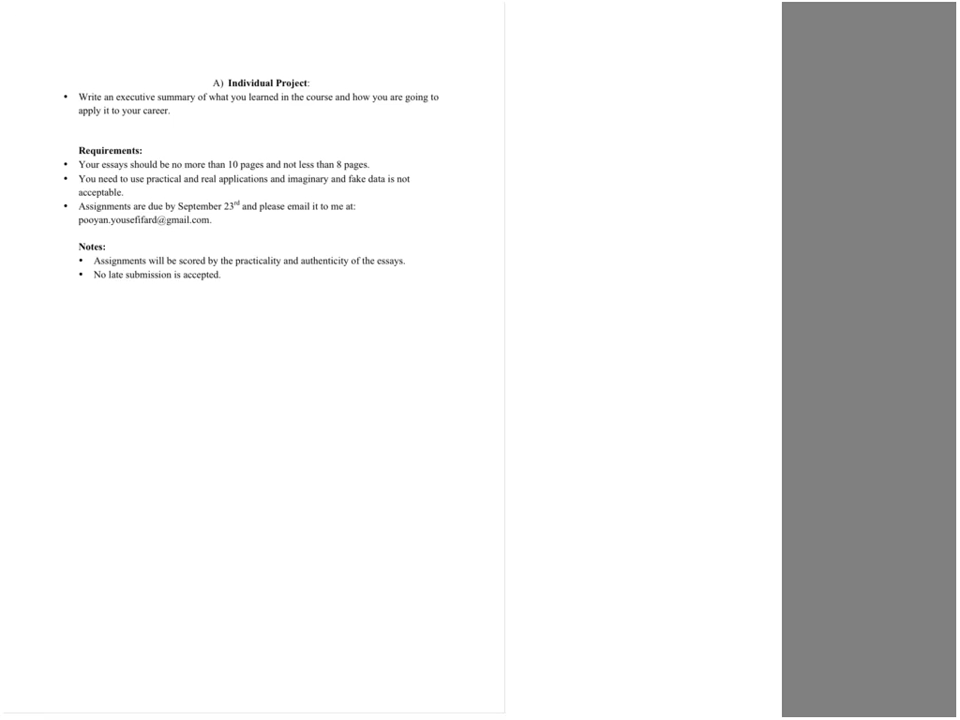 A) Individual Project:
• Write an executive summary of what you learned in the course and how you are going to
apply it to your career.
Requirements:
• Your essays should be no more than 10 pages and not less than 8 pages.
• You need to use practical and real applications and imaginary and fake data is not
acceptable.
• Assignments are due by September 23rd and please email it to me at:
pooyan.yousefifard@gmail.com.
Notes:
• Assignments will be scored by the practicality and authenticity of the essays.
• No late submission is accepted.